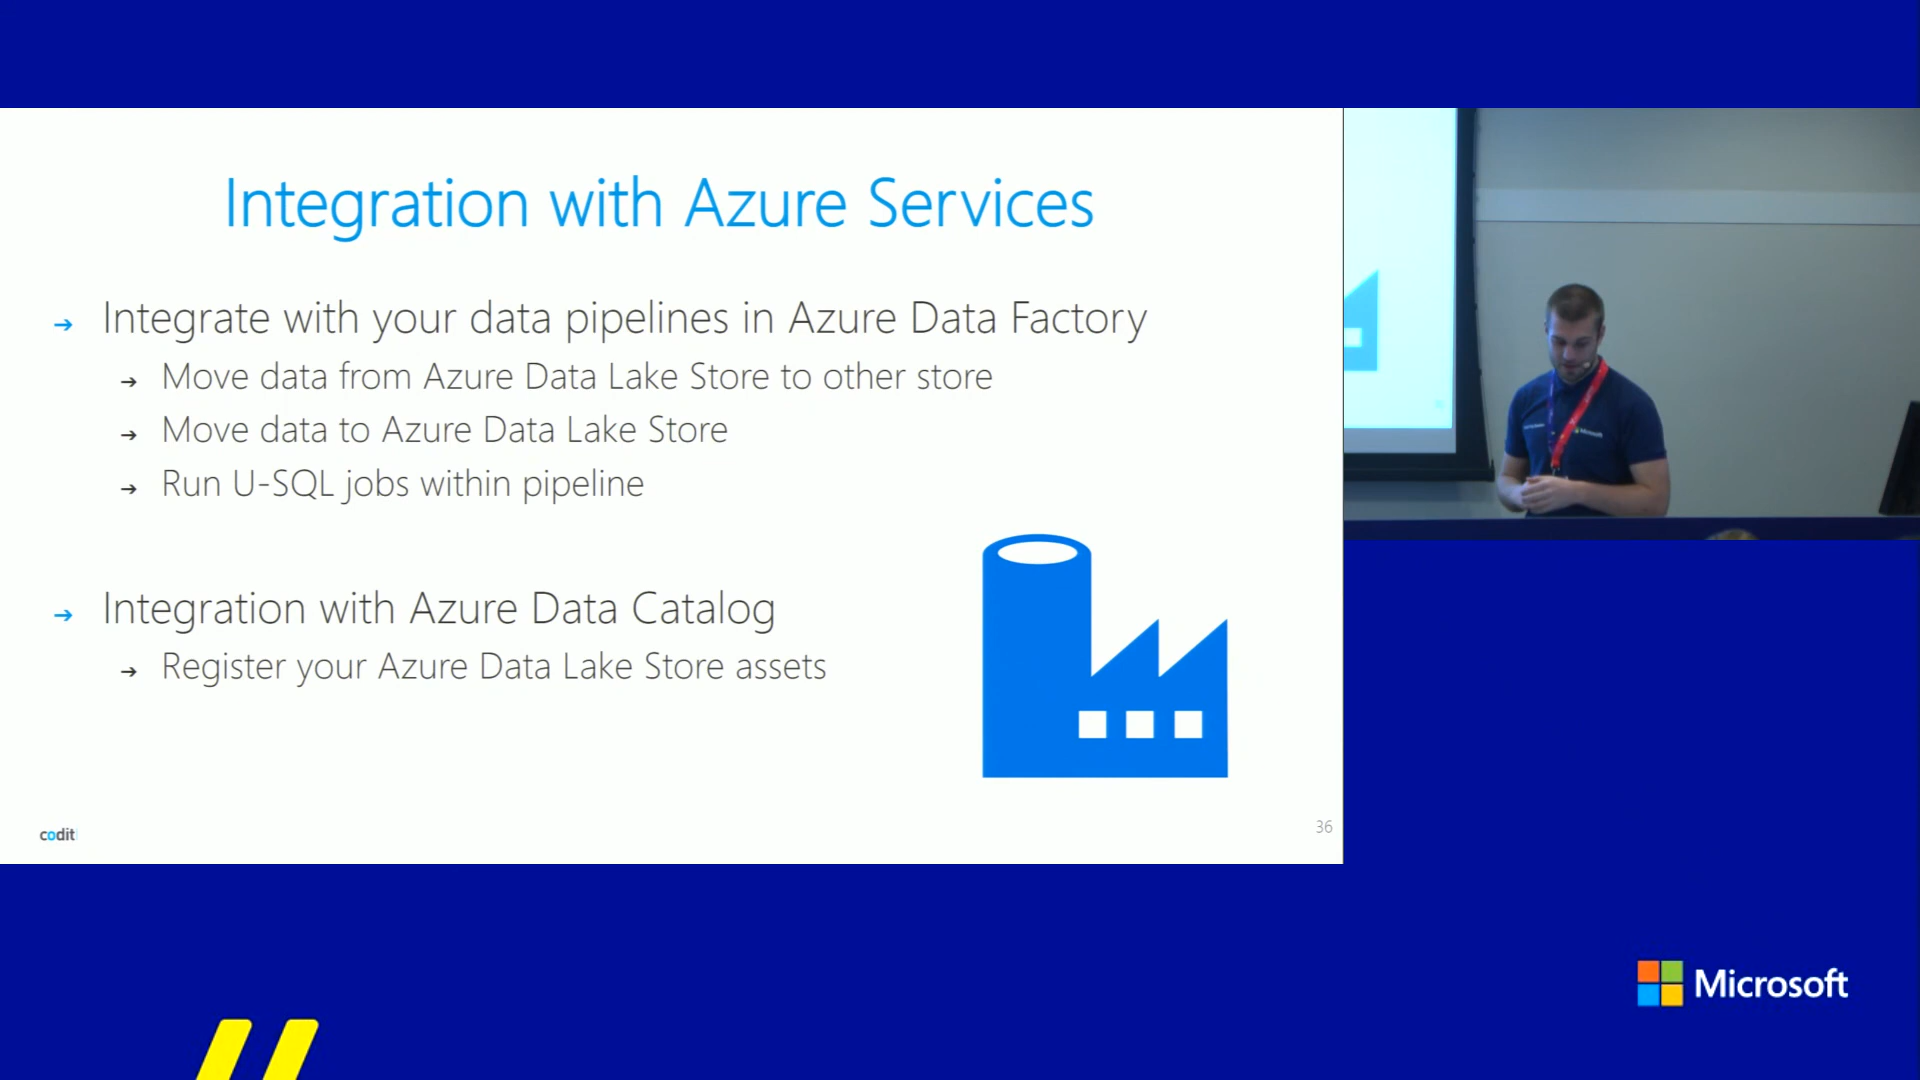 Integration with Azure Services
→ Integrate with your data pipelines in Azure Data Factory
→ Move data from Azure Data Lake Store to other store
→ Move data to Azure Data Lake Store
→ Run U-SQL jobs within pipeline
→ Integration with Azure Data Catalog
→ Register your Azure Data Lake Store assets
codit
36
Microsoft
Microsoft